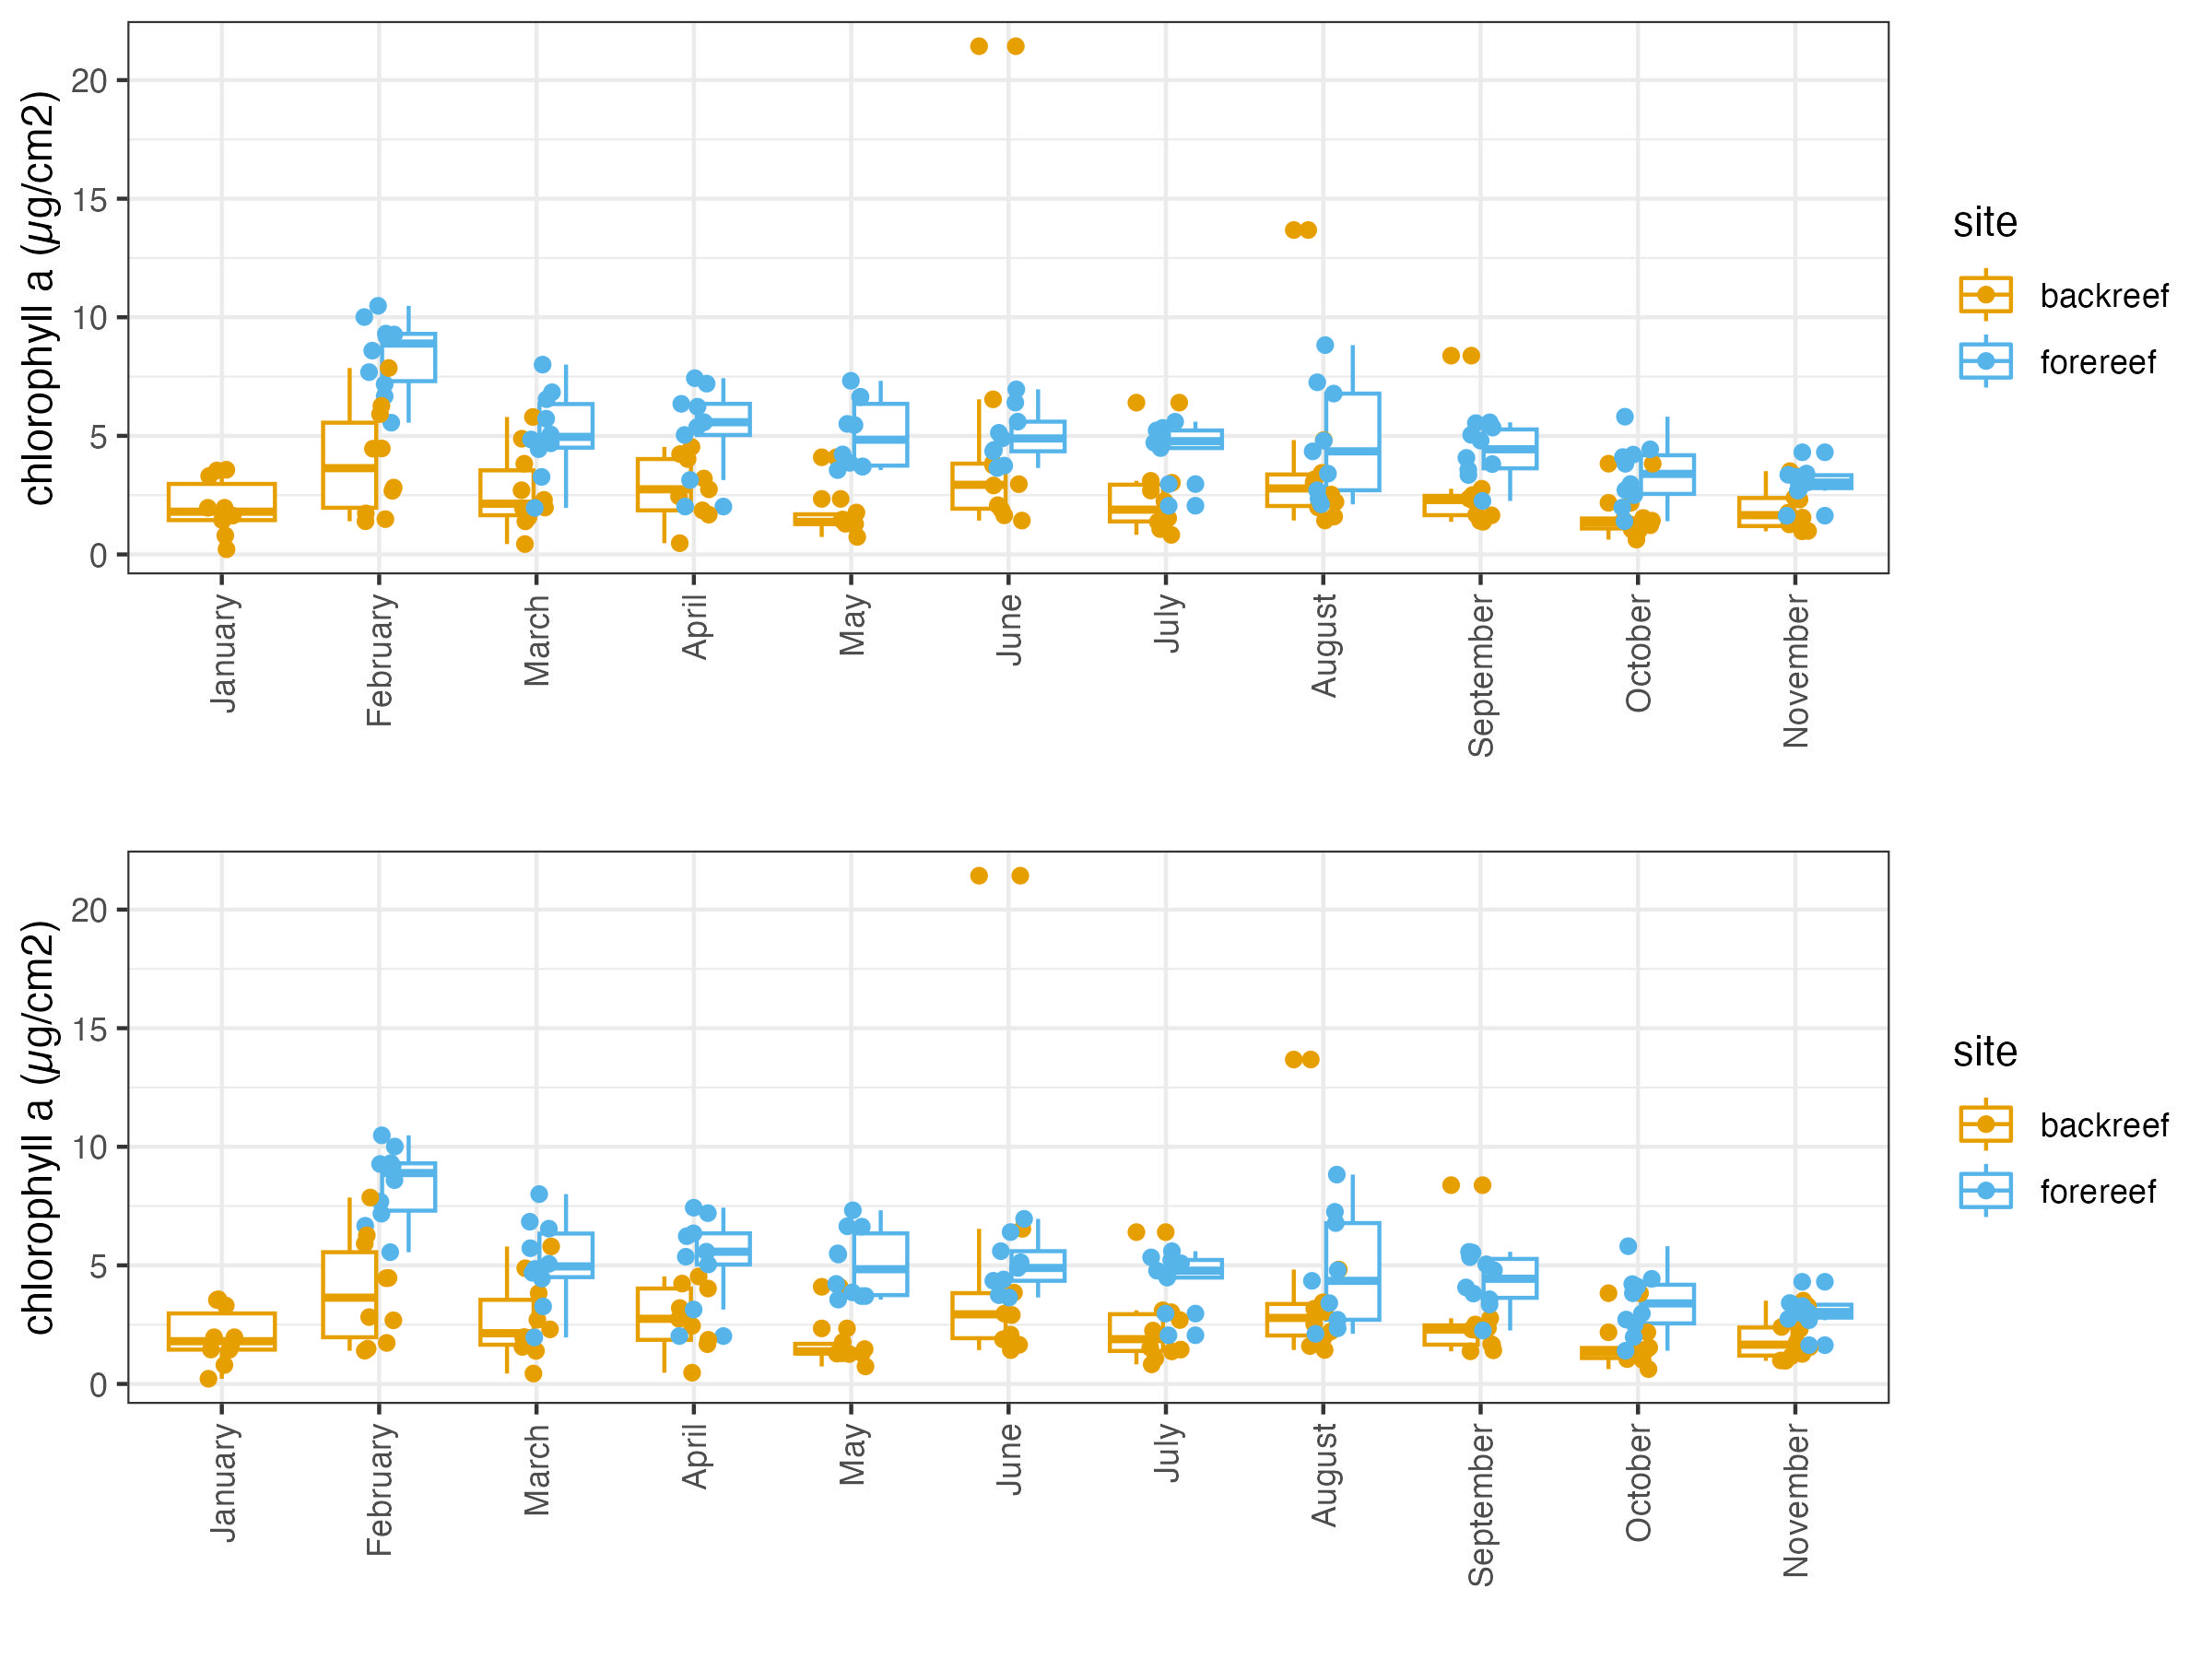 chlorophyll a (µg/cm2)
20
15
10
5
0
January
February
March
April
May
June
July
August
September
October
November
site
backreef
forereef
chlorophyll a (µg/cm2)
20
15
10
5
0
January
February
March
April
May
June
July
August
September
October
November
site
backreef
forereef